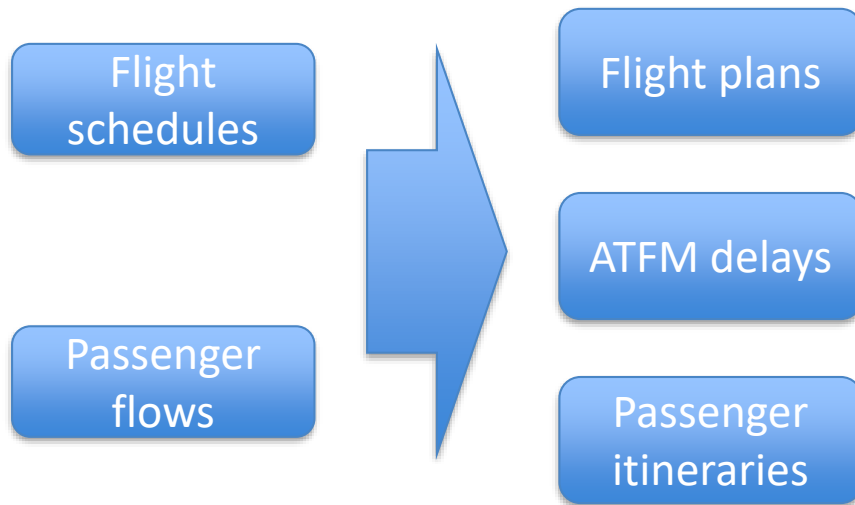 Flight
schedules
Passenger
flows
Flight plans
ATFM delays
Passenger
itineraries